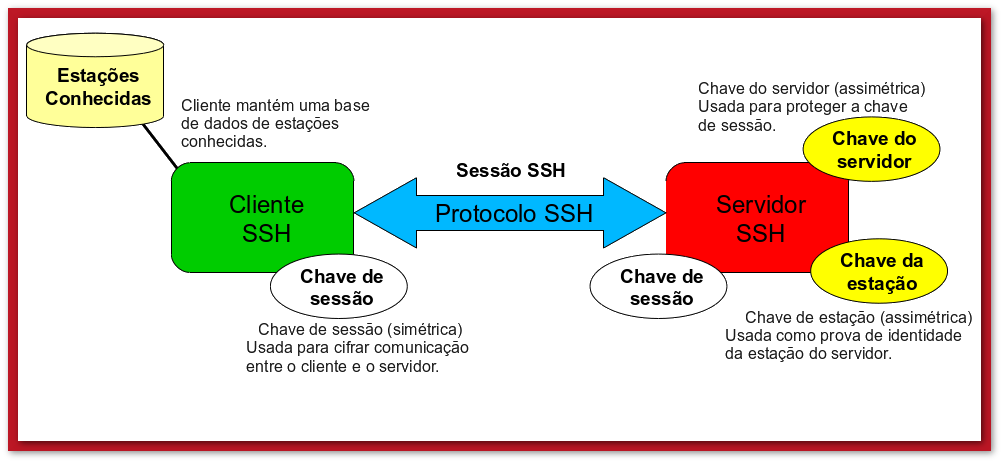 Estações
Conhecidas
Cliente mantém uma base
de dados de estações
conhecidas.
Chave do servidor (assimétrica)
Usada para proteger a chave
de sessão.
Chave do
servidor
Sessão SSH
Cliente
SSH
Protocolo SSH
Servidor
SSH
Chave de
sessão
Chave de
sessão
Chave da
estação
Chave de sessão (simétrica)
Usada para cifrar comunicação
entre o cliente e o servidor.
Chave de estação (assimétrica)
Usada como prova de identidade
da estação do servidor.